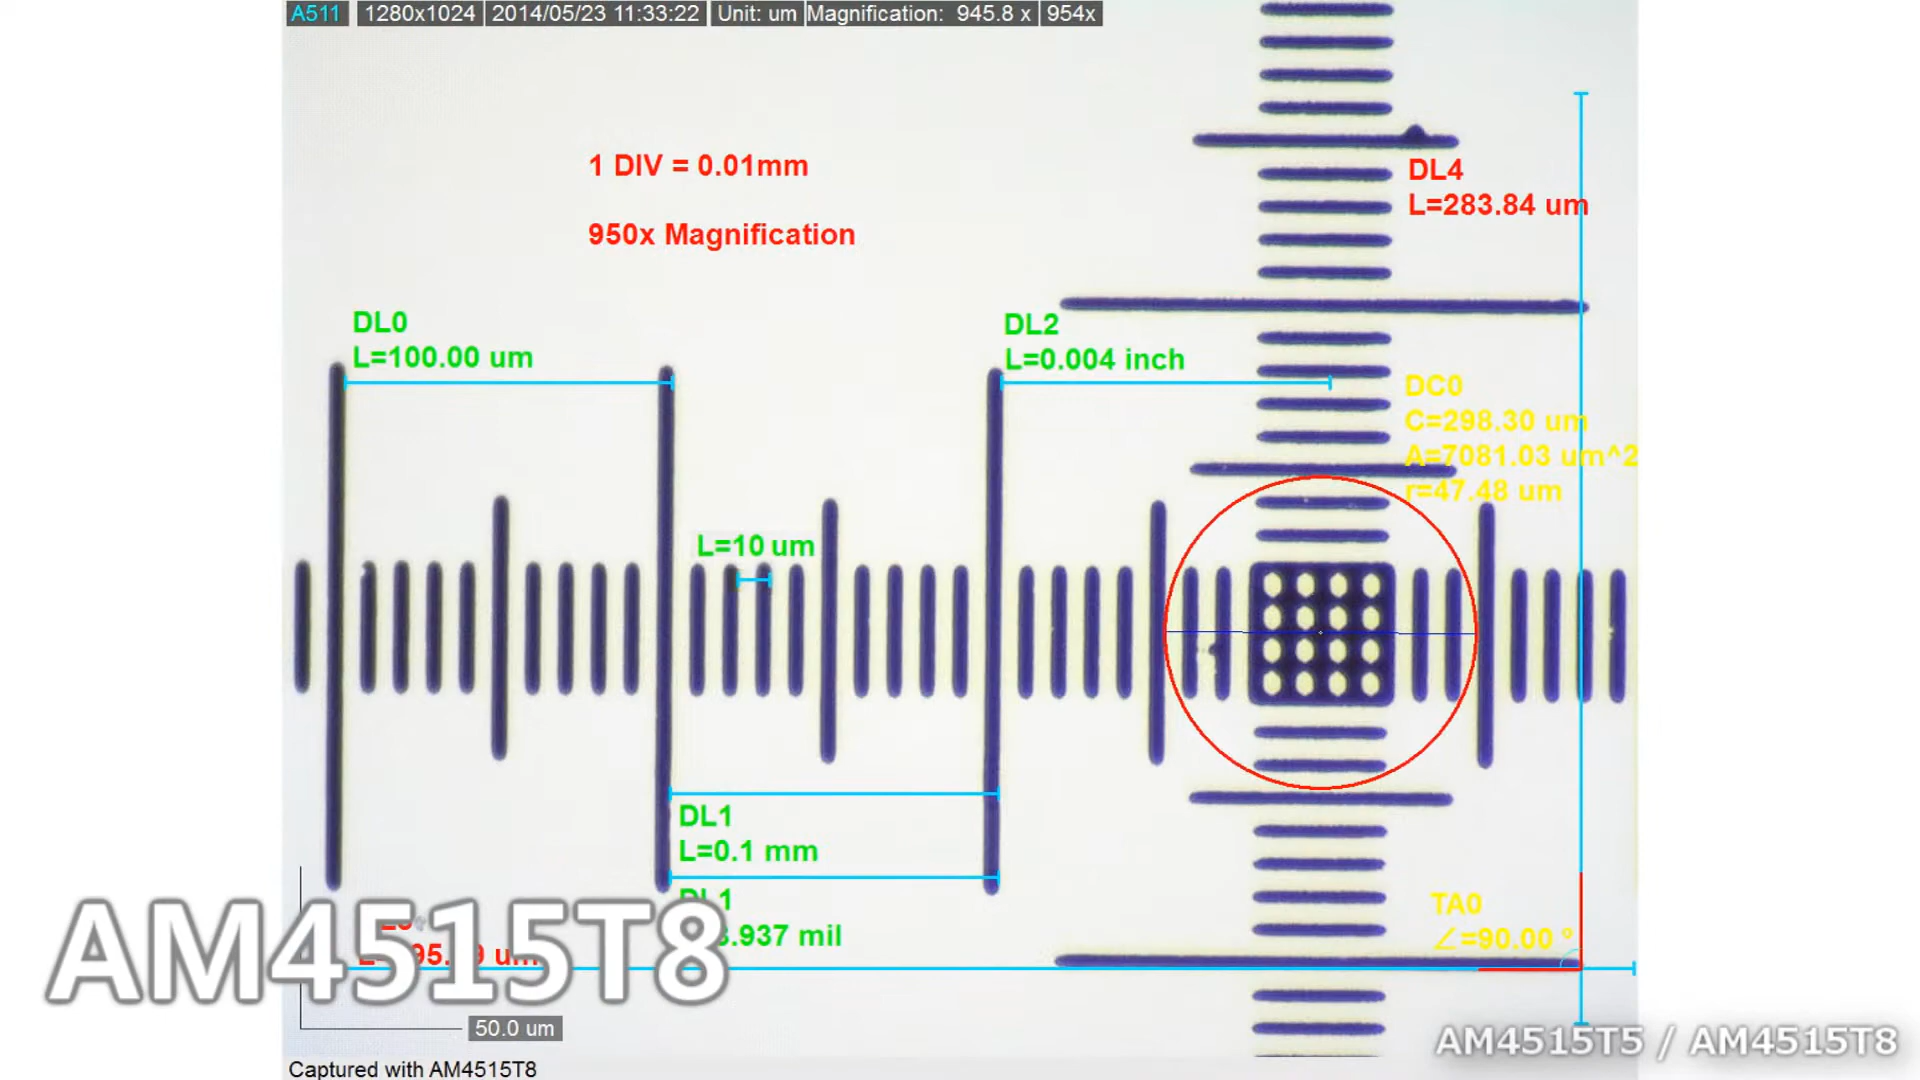 A511 1280x1024 2014/05/23 11:33:22 Unit: um Magnification: 945.8 x 954x
1 DIV = 0.01mm
950x Magnification
DL4
L=283.84 um
DL0
L=100.00 um
DL2
L=0.004 inch
DC0
C=298.30 um
A=7081.03 um^2
r=47.48 um
L=10 um
DL1
L=0.1 mm
DL1
3.937 mil
TA0
∠=90.00 °
AM4515T8
50.0 um
AM4515T5 / AM4515T8
Captured with AM4515T8